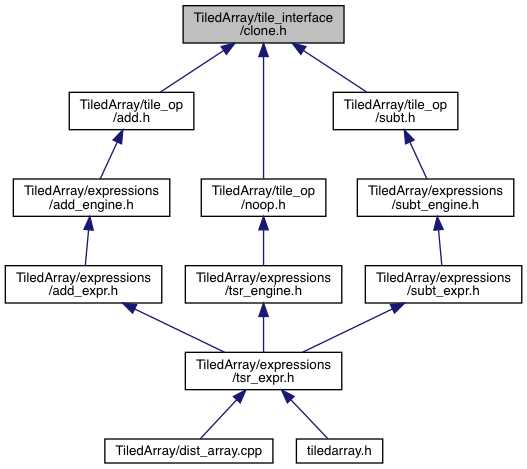 TiledArray/tile_interface
/clone.h
TiledArray/tile_op
/add.h
TiledArray/tile_op
/subt.h
TiledArray/expressions
/add_engine.h
TiledArray/tile_op
/noop.h
TiledArray/expressions
/subt_engine.h
TiledArray/expressions
/add_expr.h
TiledArray/expressions
/tsr_engine.h
TiledArray/expressions
/subt_expr.h
TiledArray/expressions
/tsr_expr.h
TiledArray/dist_array.cpp
tiledarray.h